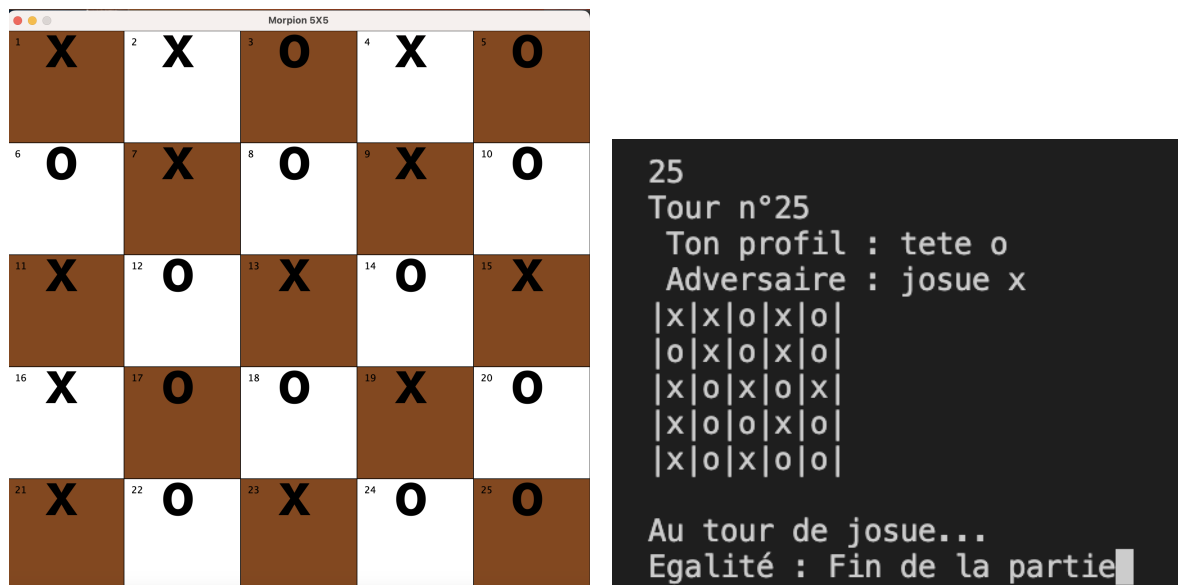 Morpion 5X5
1 X 2 X 3 O 4 X 5 O
6 O 7 X 8 O 9 X 10 O
11 X 12 O 13 X 14 O 15 X
16 X 17 O 18 O 19 X 20 O
21 X 22 O 23 X 24 O 25 O
25
Tour n°25
Ton profil : tete o
Adversaire : josue x
|x|x|o|x|o|
|o|x|o|x|o|
|x|o|x|o|x|
|x|o|o|x|o|
|x|o|x|o|o|
Au tour de josue...
Egalité : Fin de la partie